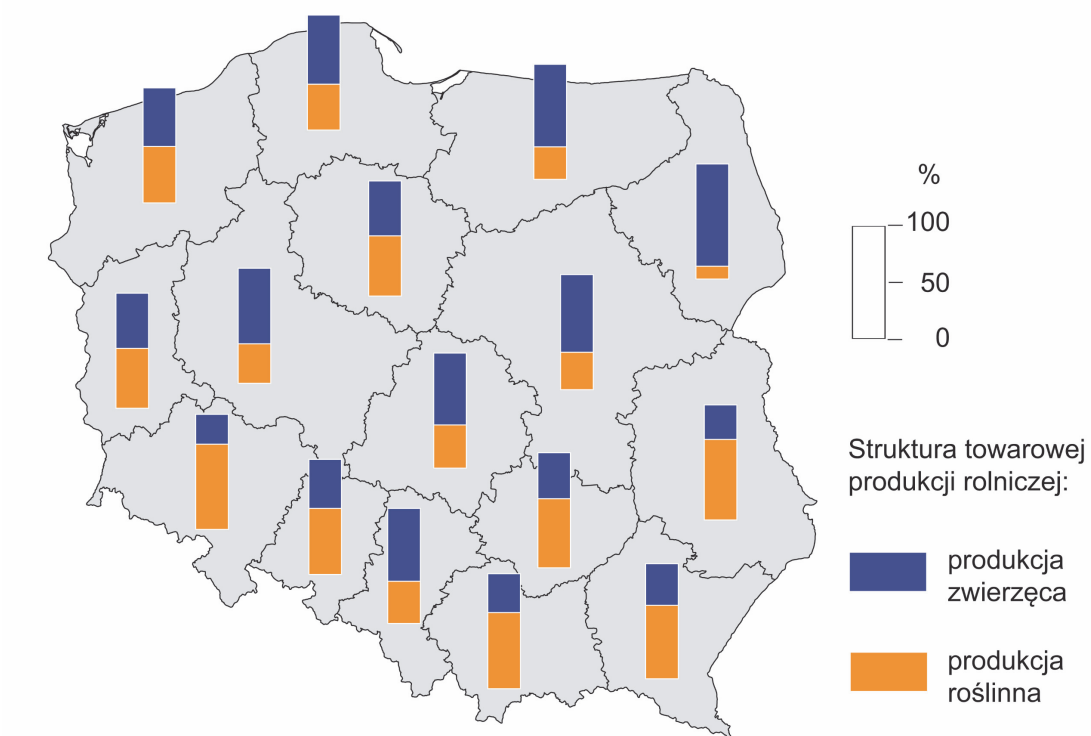 %
100
50
0
Struktura towarowej
produkcji rolniczej:
produkcja
zwierzęca
produkcja
roślinna